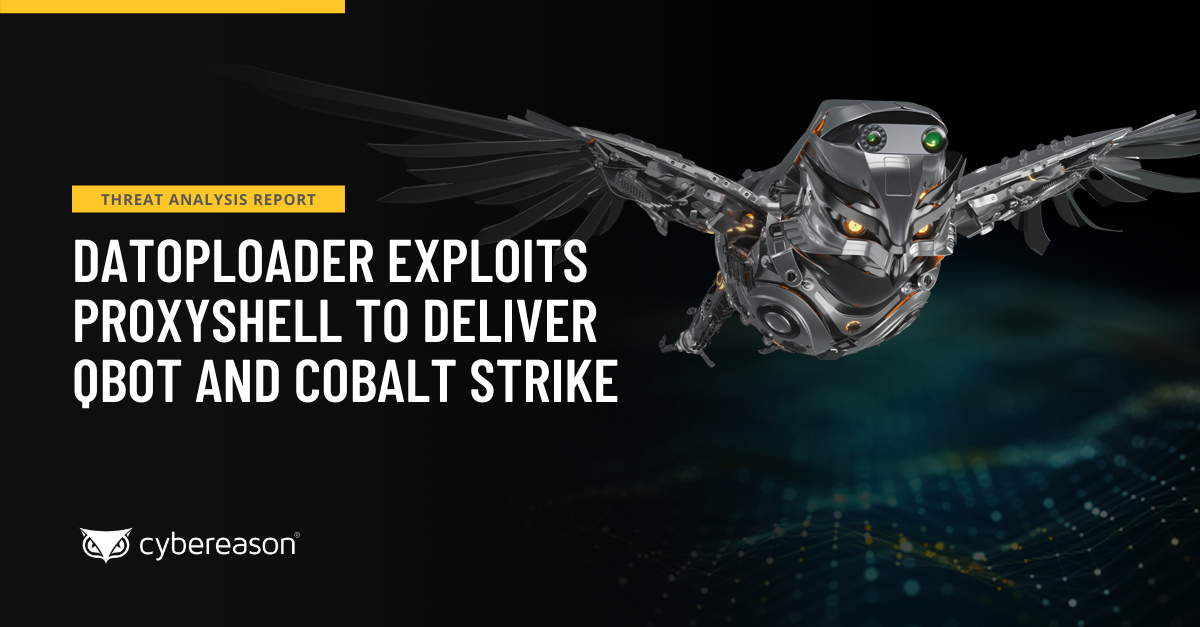 THREAT ANALYSIS REPORT
DATOPLOADER EXPLOITS
PROXYSHELL TO DELIVER
QBOT AND COBALT STRIKE
cybereason®